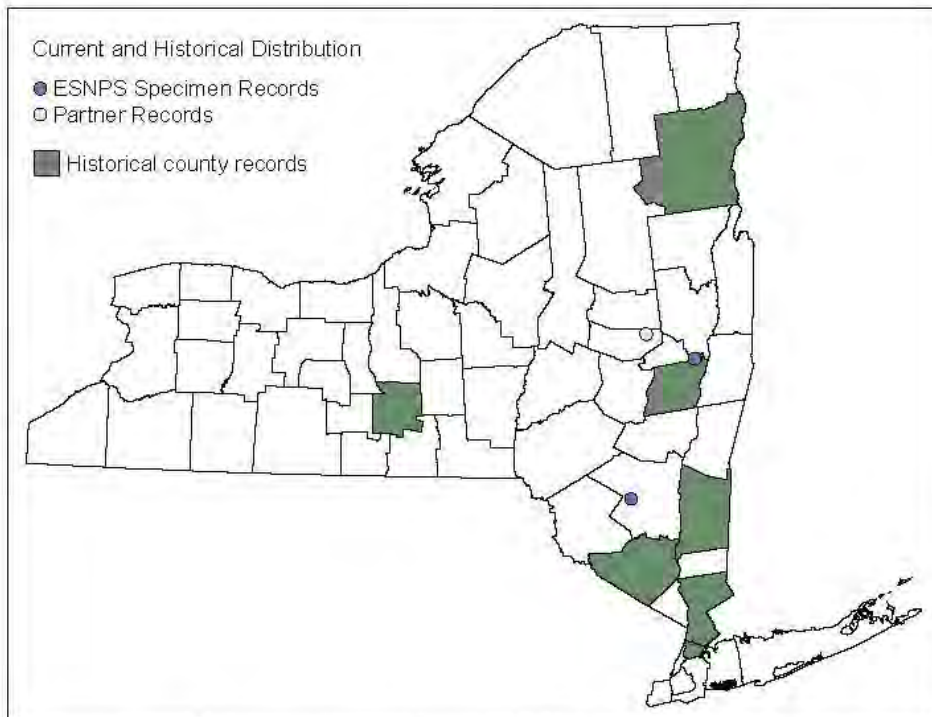 Current and Historical Distribution
ESNPS Specimen Records
Partner Records
Historical county records